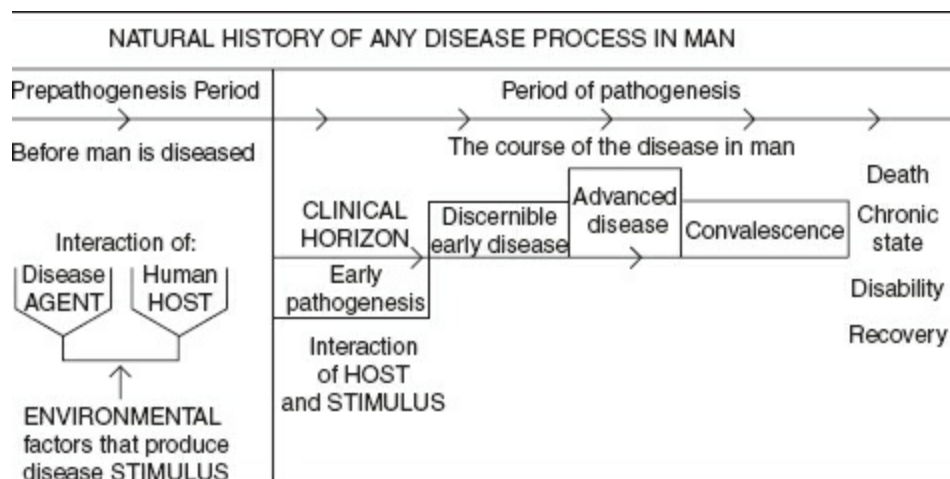 NATURAL HISTORY OF ANY DISEASE PROCESS IN MAN
Prepathogenesis Period
Period of pathogenesis
Before man is diseased
The course of the disease in man
Interaction of:
Disease
AGENT
Human
HOST
ENVIRONMENTAL
factors that produce
disease STIMULUS
CLINICAL
HORIZON
Early
pathogenesis
Interaction
of HOST
and STIMULUS
Discernible
early disease
Advanced
disease
Convalescence
Death
Chronic
state
Disability
Recovery